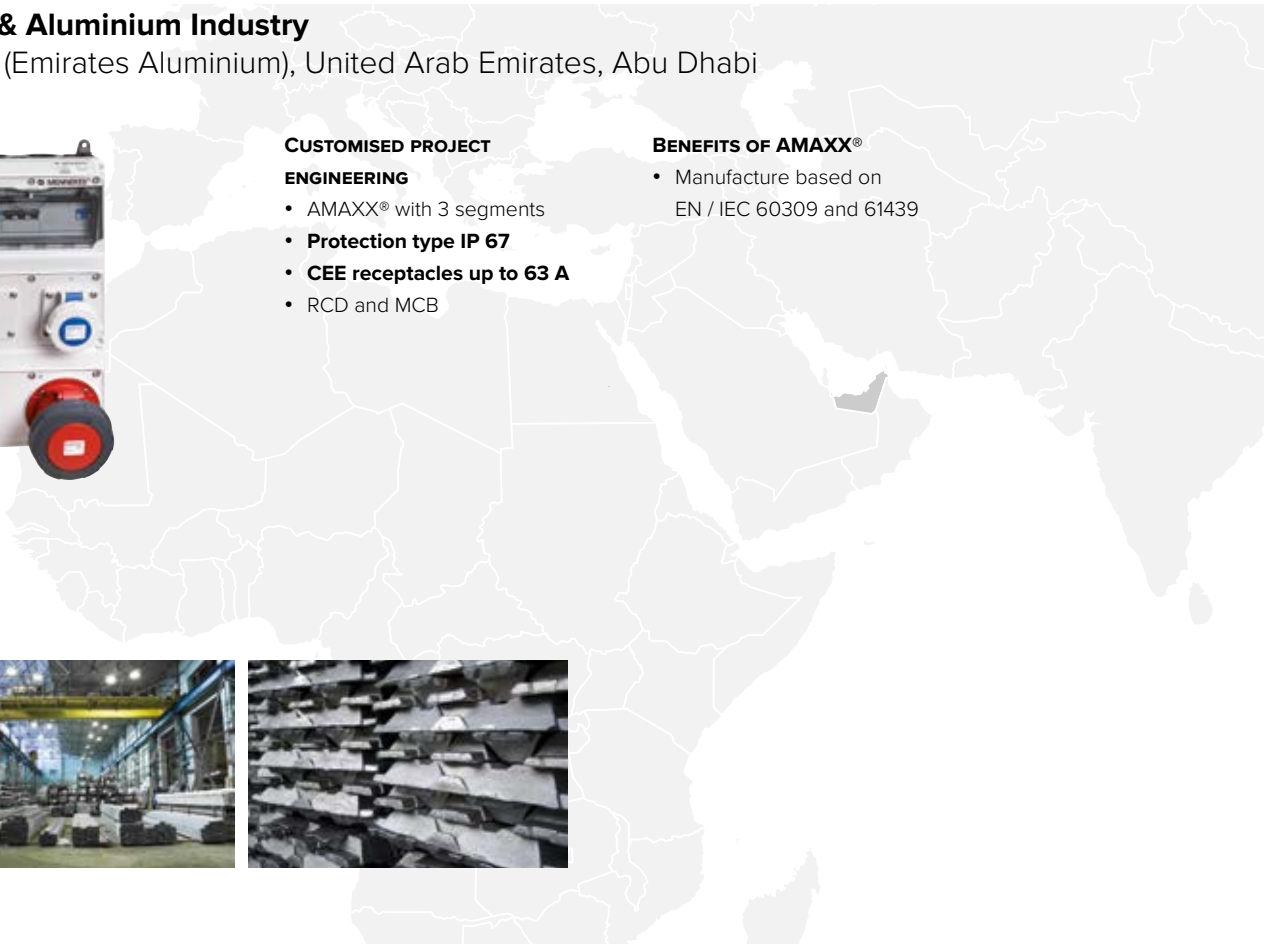 & Aluminium Industry
(Emirates Aluminium), United Arab Emirates, Abu Dhabi
MENNEKES
CUSTOMISED PROJECT
ENGINEERING
• AMAXX® with 3 segments
• Protection type IP 67
• CEE receptacles up to 63 A
• RCD and MCB
BENEFITS OF AMAXX®
• Manufacture based on
EN / IEC 60309 and 61439